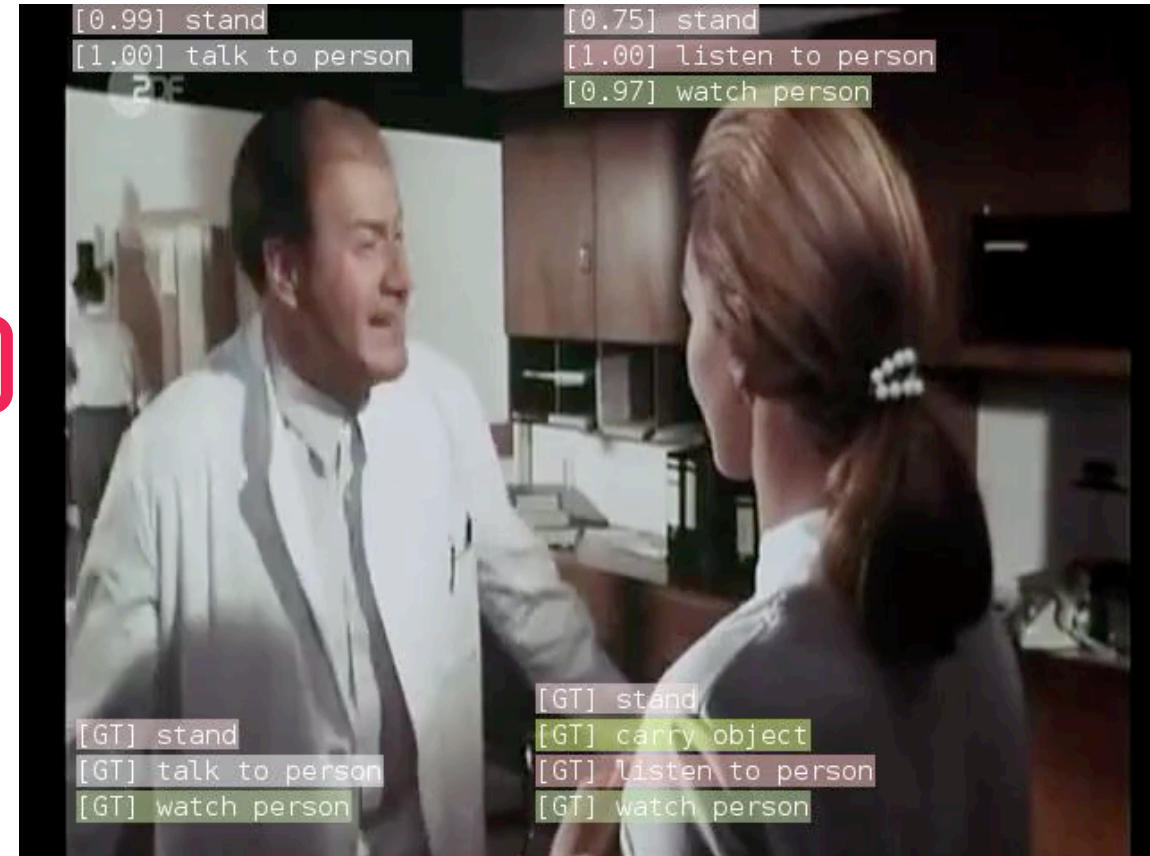 [0.99] stand
[1.00] talk to person
[0.75] stand
[1.00] listen to person
[0.97] watch person
ZDF
[GT] stand
[GT] talk to person
[GT] watch person
[GT] stand
[GT] carry object
[GT] listen to person
[GT] watch person